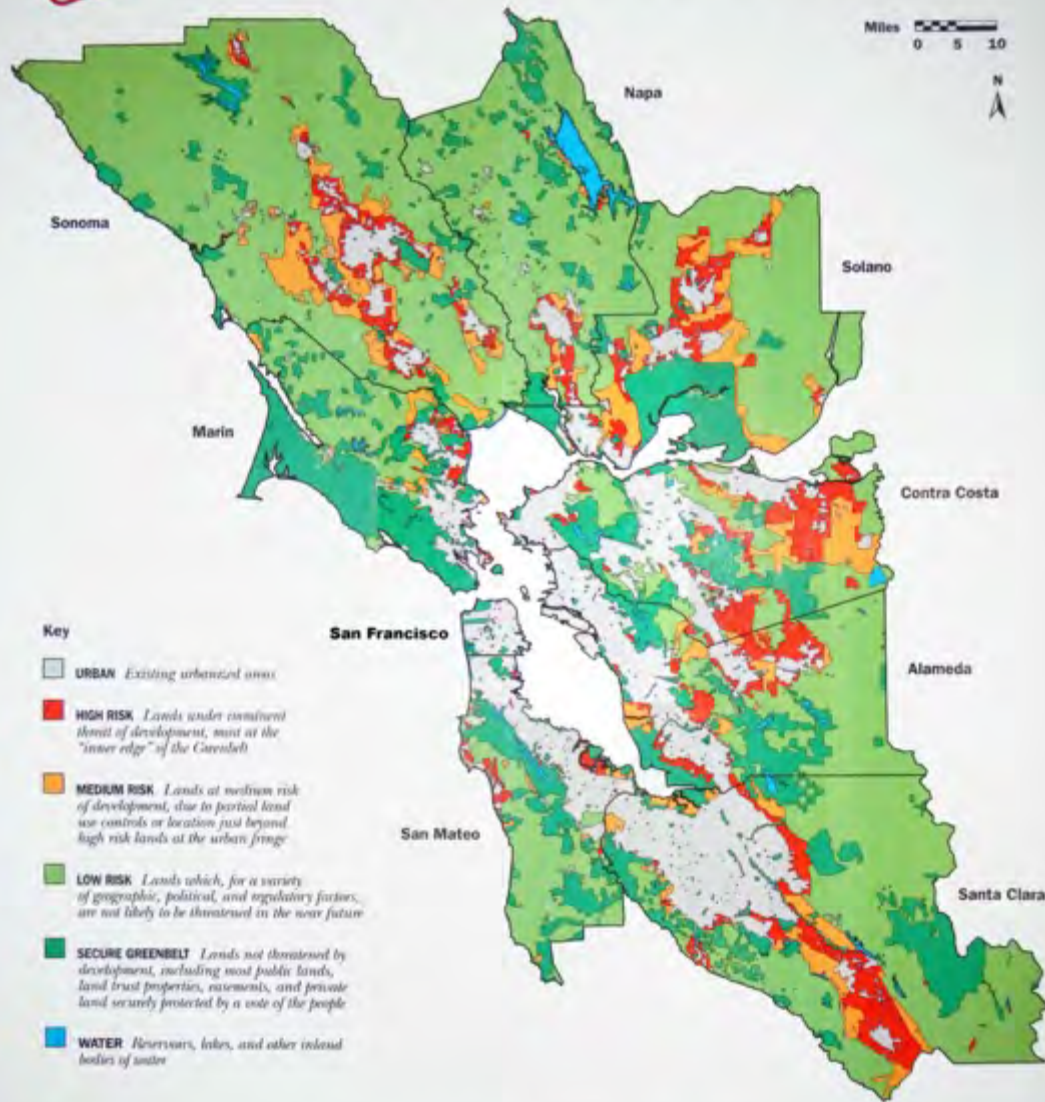 Miles
0 5 10
N
Napa
Sonoma
Solano
Marin
Contra Costa
San Francisco
Alameda
San Mateo
Santa Clara
Key
URBAN Existing urbanized areas
HIGH RISK Lands under imminent
threat of development, most at the
"inner edge" of the Greenbelt
MEDIUM RISK Lands at medium risk
of development, due to partial land
use controls or location just beyond
high risk lands at the urban fringe
LOW RISK Lands which, for a variety
of geographic, political, and regulatory factors,
are not likely to be threatened in the near future
SECURE GREENBELT Lands not threatened by
development, including most public lands,
land trust properties, easements, and private
land securely protected by a vote of the people
WATER Reservoirs, lakes, and other inland
bodies of water